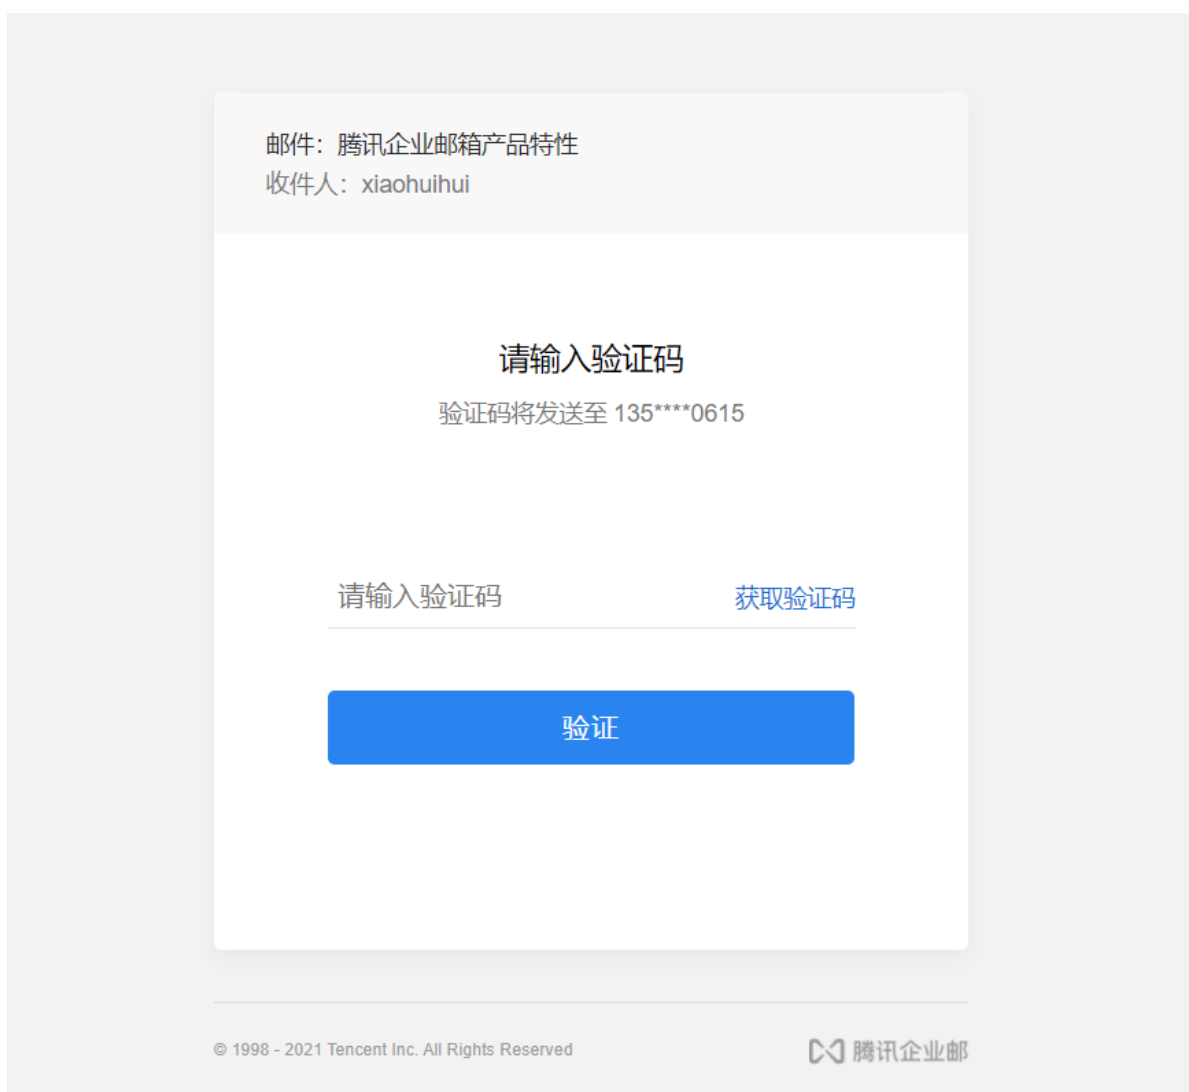 邮件：腾讯企业邮箱产品特性
收件人：xiaohuihui
请输入验证码
验证码将发送至 135****0615
请输入验证码 获取验证码
验证
© 1998 - 2021 Tencent Inc. All Rights Reserved 腾讯企业邮